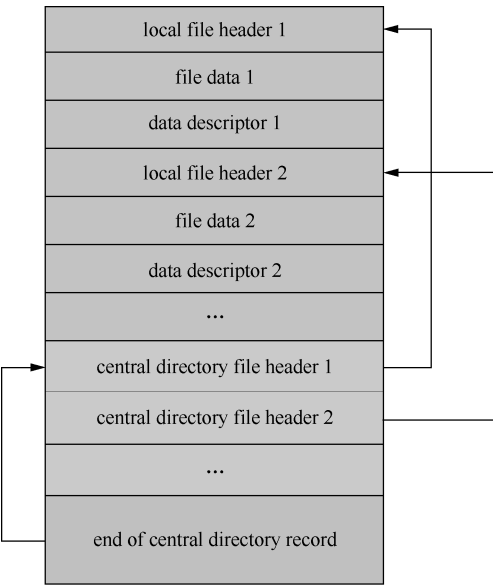 local file header 1
file data 1
data descriptor 1
local file header 2
file data 2
data descriptor 2
...
central directory file header 1
central directory file header 2
...
end of central directory record